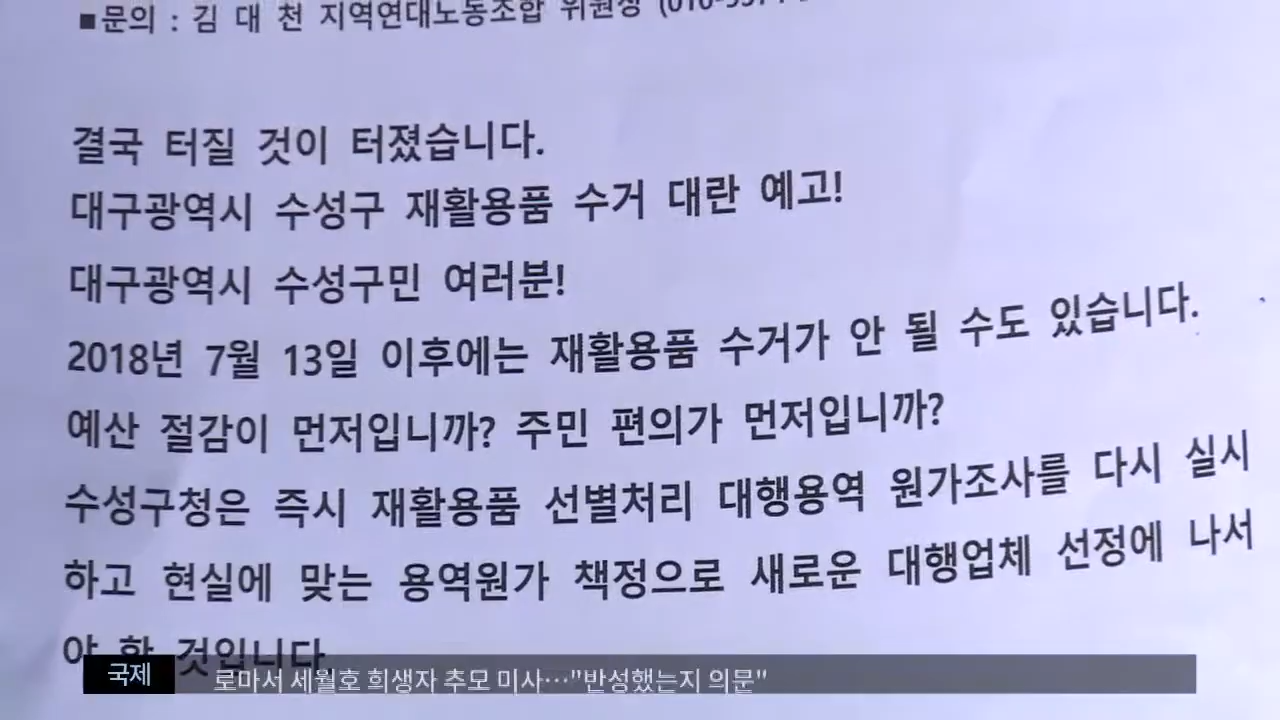 ■문의 : 김 대 천 지역연대노동조합 위원장
결국 터질 것이 터졌습니다.
대구광역시 수성구 재활용품 수거 대란 예고!
대구광역시 수성구민 여러분!
2018년 7월 13일 이후에는 재활용품 수거가 안 될 수도 있습니다.
예산 절감이 먼저입니까? 주민 편의가 먼저입니까?
수성구청은 즉시 재활용품 선별처리 대행용역 원가조사를 다시 실시
하고 현실에 맞는 용역원가 책정으로 새로운 대행업체 선정에 나서
야 할 것입니다.
국제 로마서 세월호 희생자 추모 미사…"반성했는지 의문"